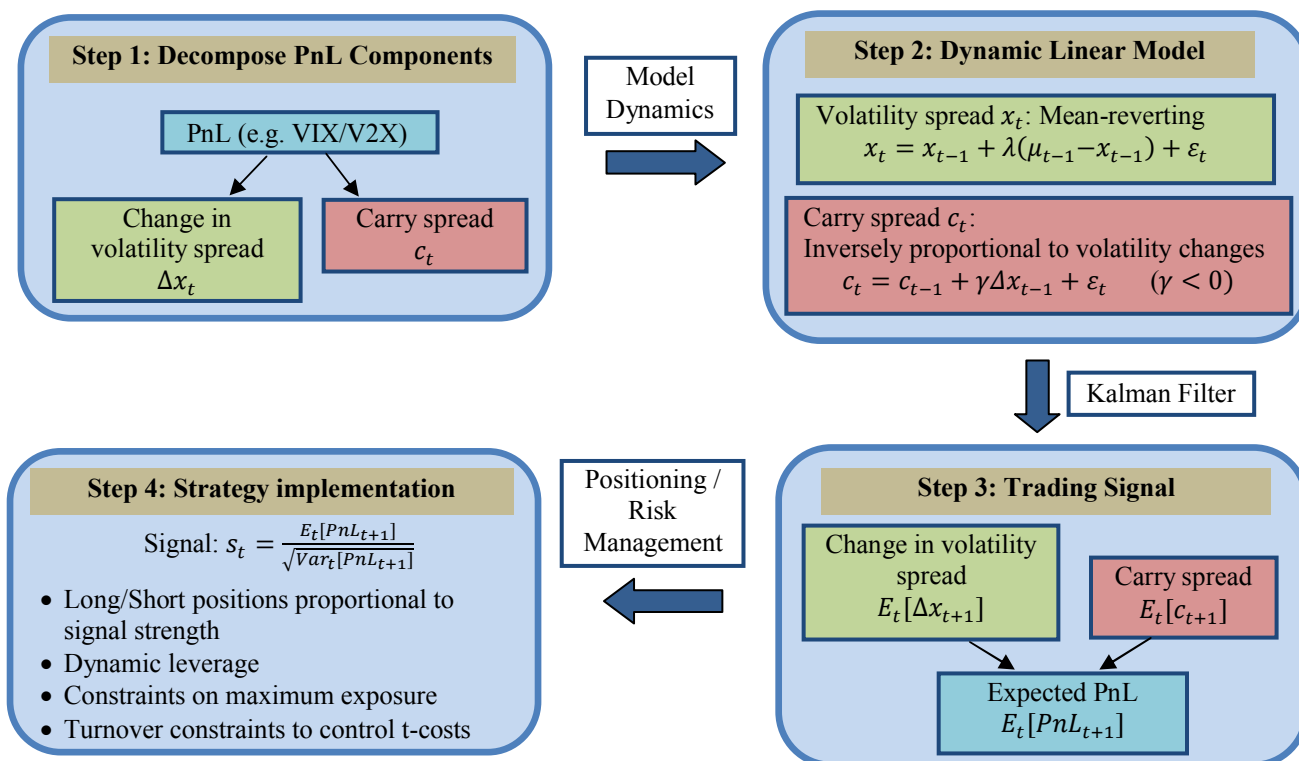 Step 1: Decompose PnL Components
PnL (e.g. VIX/V2X)
Change in
volatility spread
Δx_t
Carry spread
c_t
Model
Dynamics
Step 2: Dynamic Linear Model
Volatility spread x_t: Mean-reverting
x_t = x_{t−1} + λ(μ_{t−1}−x_{t−1}) + ε_t
Carry spread c_t:
Inversely proportional to volatility changes
c_t = c_{t−1} + γΔx_{t−1} + ε_t (γ < 0)
Kalman Filter
Step 3: Trading Signal
Change in volatility
spread
E_t[Δx_{t+1}]
Carry spread
E_t[c_{t+1}]
Expected PnL
E_t[PnL_{t+1}]
Positioning /
Risk
Management
Step 4: Strategy implementation
Signal: s_t = E_t[PnL_{t+1}] / √Var_t[PnL_{t+1}]
• Long/Short positions proportional to
signal strength
• Dynamic leverage
• Constraints on maximum exposure
• Turnover constraints to control t-costs